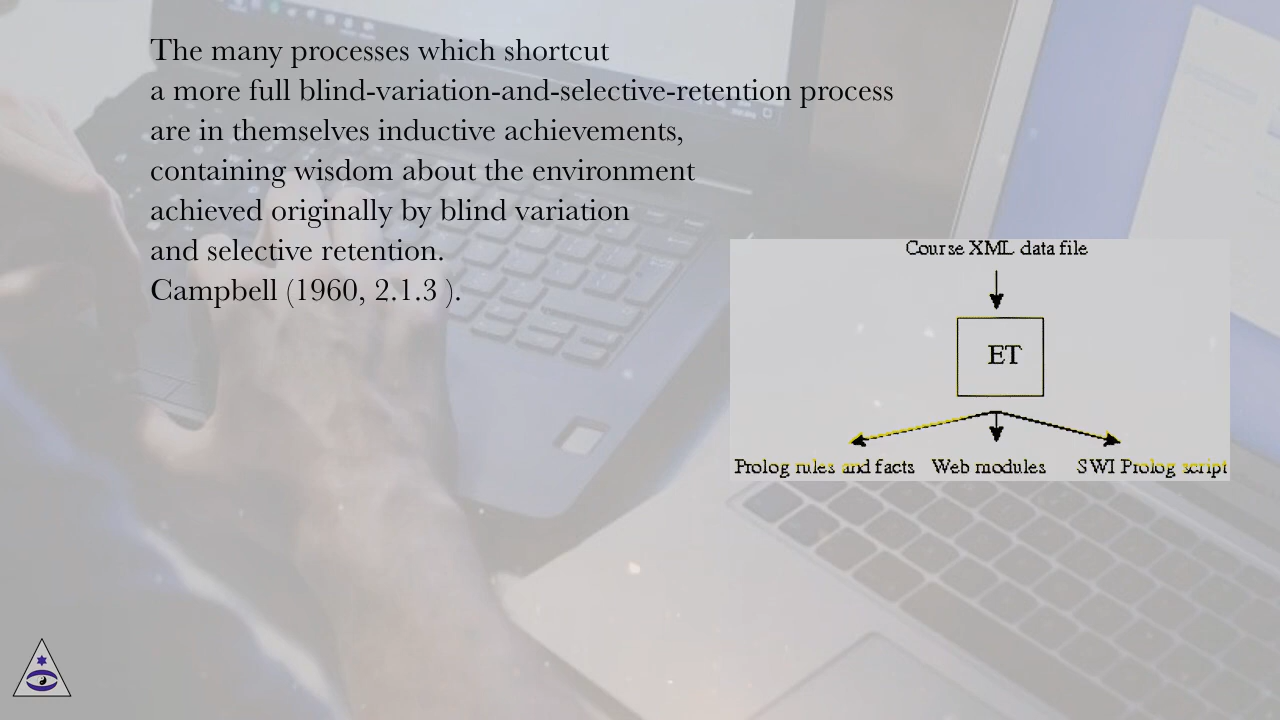 The many processes which shortcut
a more full blind-variation-and-selective-retention process
are in themselves inductive achievements,
containing wisdom about the environment
achieved originally by blind variation
and selective retention.
Campbell (1960, 2.1.3 ).
Course XML data file
ET
Prolog rules and facts Web modules SWI Prolog script